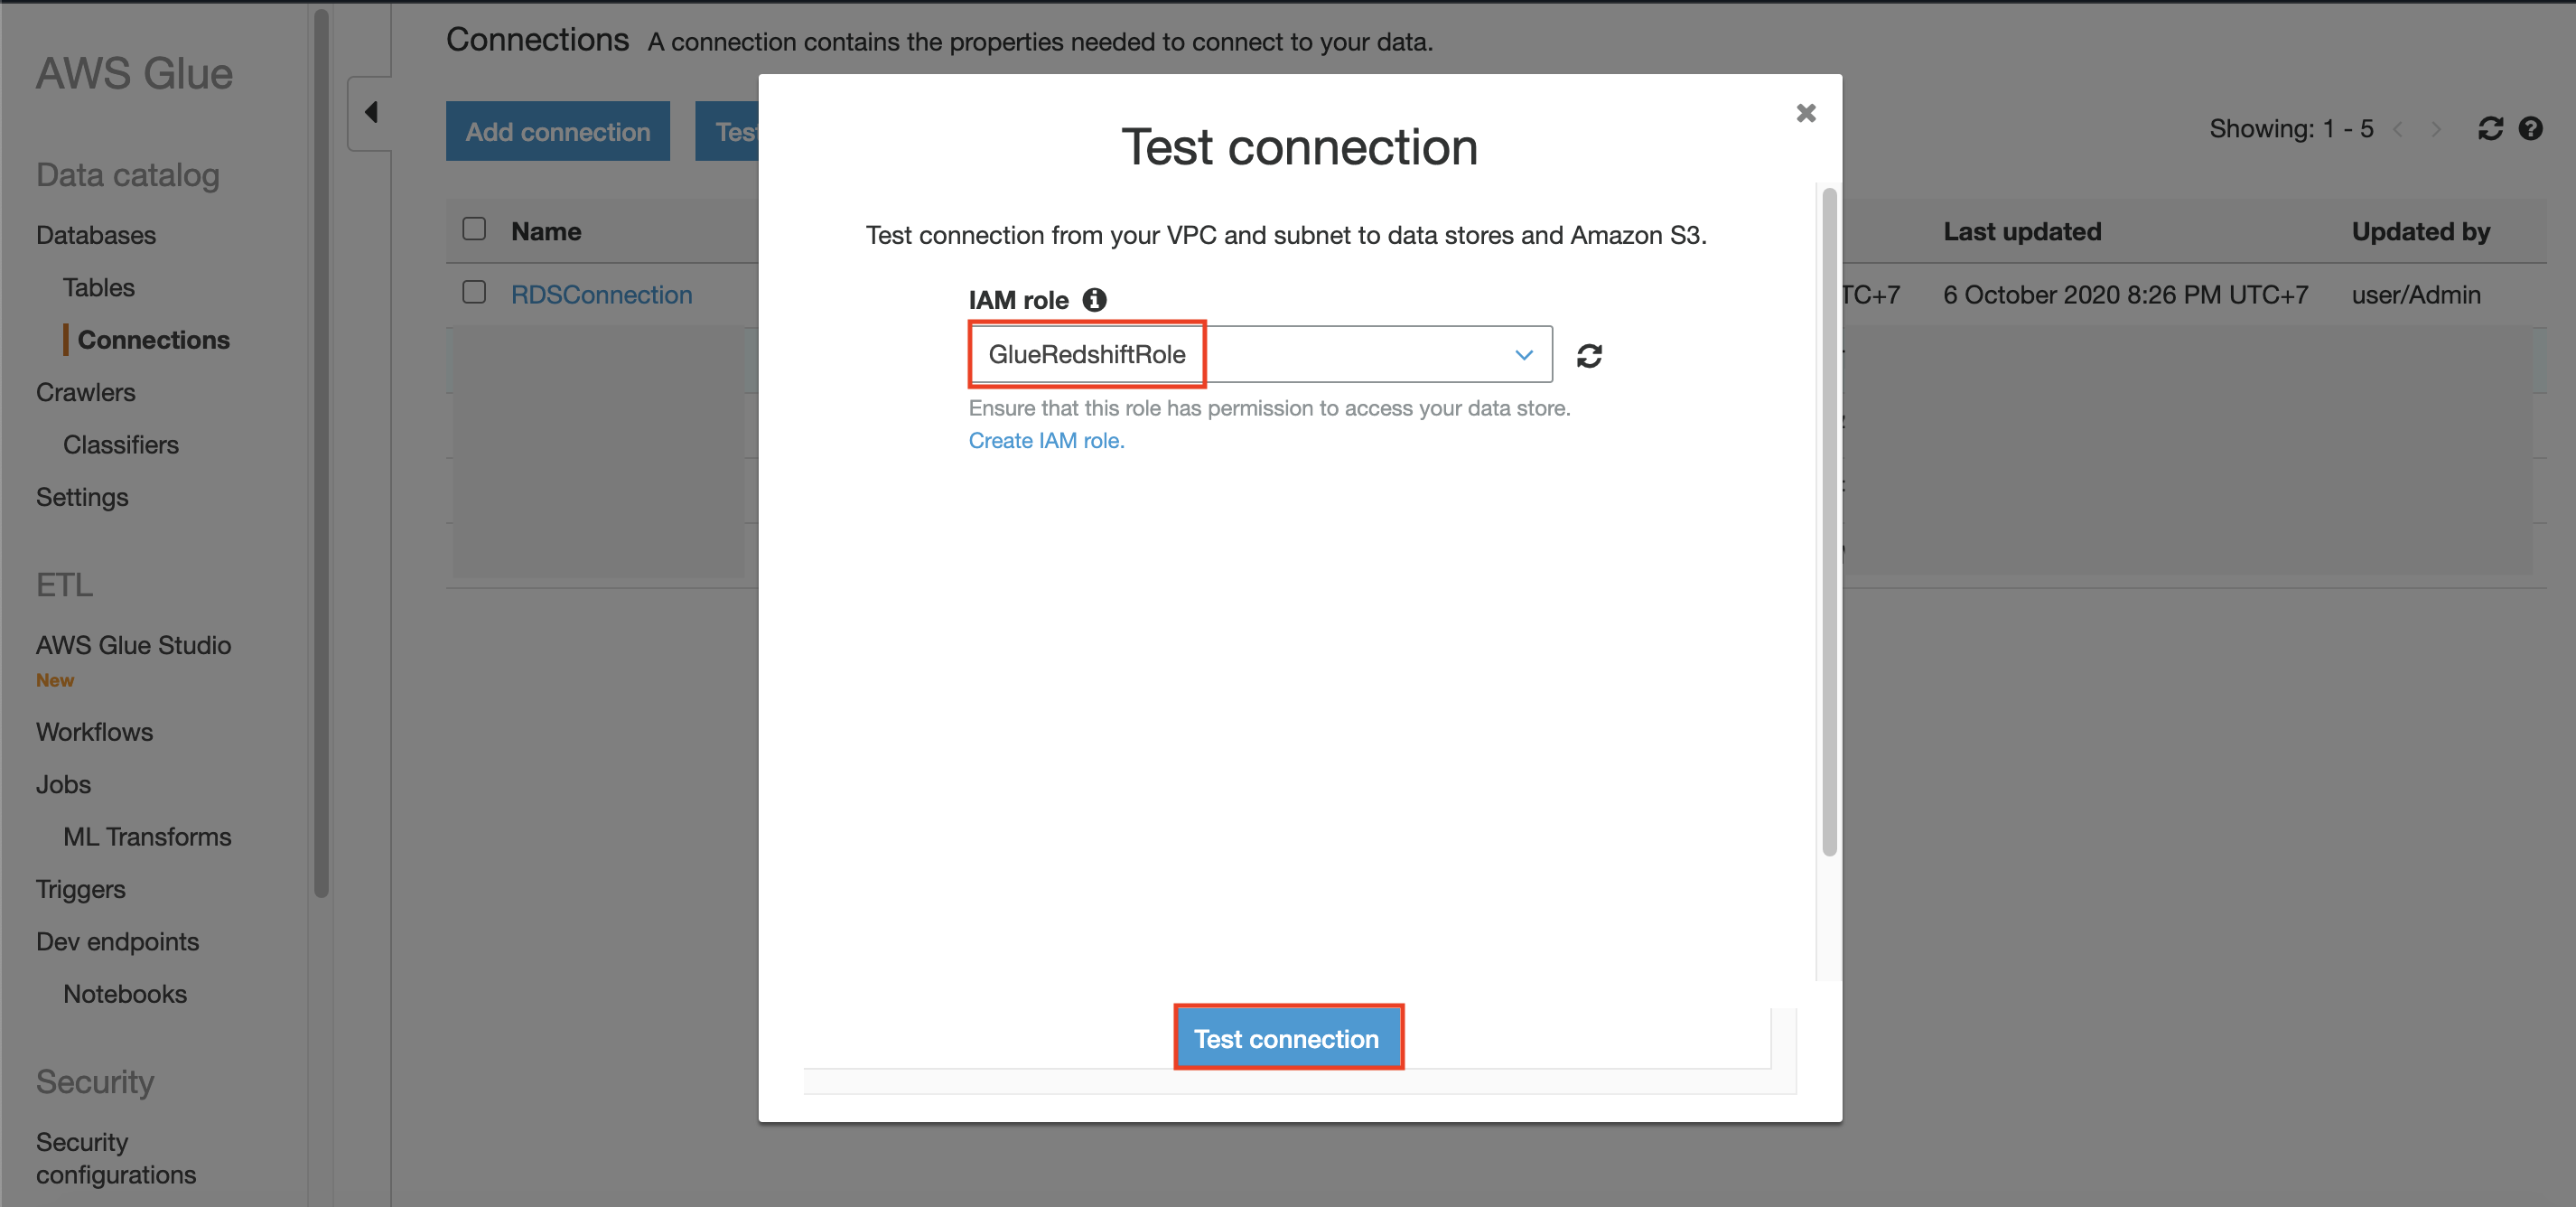 AWS Glue
Data catalog
Databases
Tables
Connections
Crawlers
Classifiers
Settings
ETL
AWS Glue Studio
New
Workflows
Jobs
ML Transforms
Triggers
Dev endpoints
Notebooks
Security
Security
configurations
Connections A connection contains the properties needed to connect to your data.
Add connection
Showing: 1 - 5
Name
Last updated
Updated by
RDSConnection
6 October 2020 8:26 PM UTC+7
user/Admin
Test connection
Test connection from your VPC and subnet to data stores and Amazon S3.
IAM role
GlueRedshiftRole
Ensure that this role has permission to access your data store.
Create IAM role.
Test connection